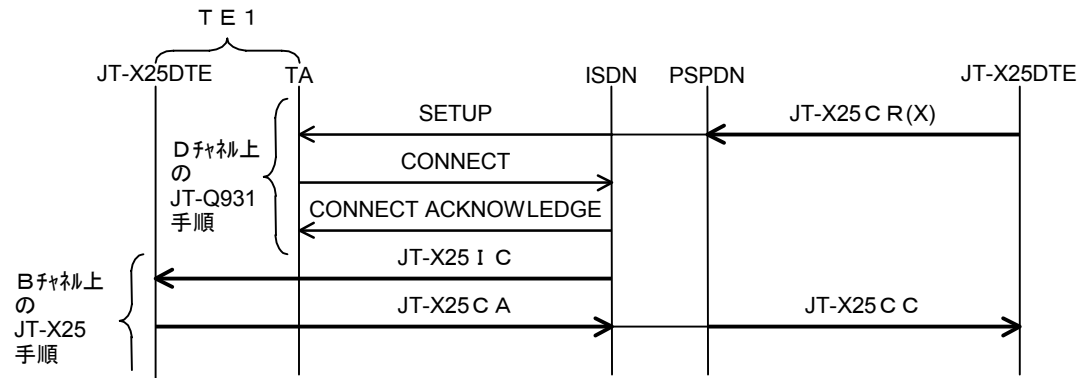 ＴＥ１
JT-X25DTE TA ISDN PSPDN JT-X25DTE
SETUP JT-X25ＣＲ(X)
Ｄﾁｬﾈﾙ上
の
JT-Q931
手順
CONNECT
CONNECT ACKNOWLEDGE
JT-X25ＩＣ
Ｂﾁｬﾈﾙ上
の
JT-X25
手順
JT-X25ＣＡ JT-X25ＣＣ